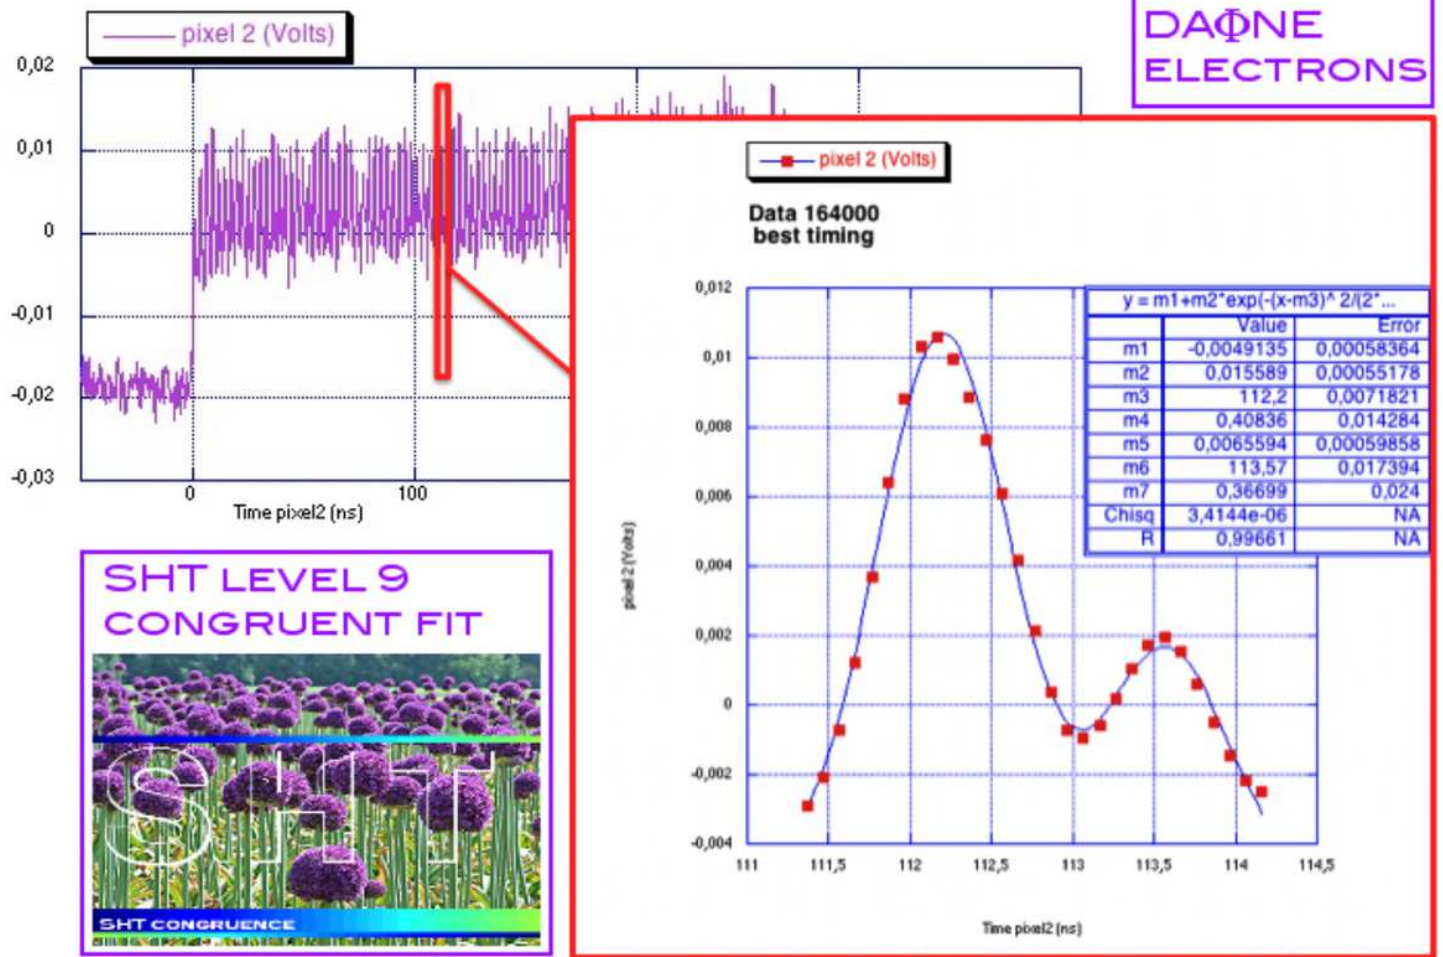 pixel 2 (Volts)
DAΦNE
ELECTRONS
0,02
0,01
0
-0,01
-0,02
-0,03
0
100
Time pixel2 (ns)
pixel 2 (Volts)
Data 164000
best timing
y = m1+m2*exp(-(x-m3)^ 2/(2*...
Value Error
m1 -0,0049135 0,00058364
m2 0,015589 0,00055178
m3 112,2 0,0071821
m4 0,40836 0,014284
m5 0,0065594 0,00059858
m6 113,57 0,017394
m7 0,36699 0,024
Chisq 3,4144e-06 NA
R 0,99661 NA
0,012
0,01
0,008
0,006
0,004
0,002
0
-0,002
-0,004
pixel 2 (Volts)
111 111,5 112 112,5 113 113,5 114 114,5
Time pixel2 (ns)
SHT LEVEL 9
CONGRUENT FIT
SHT
SHT CONGRUENCE